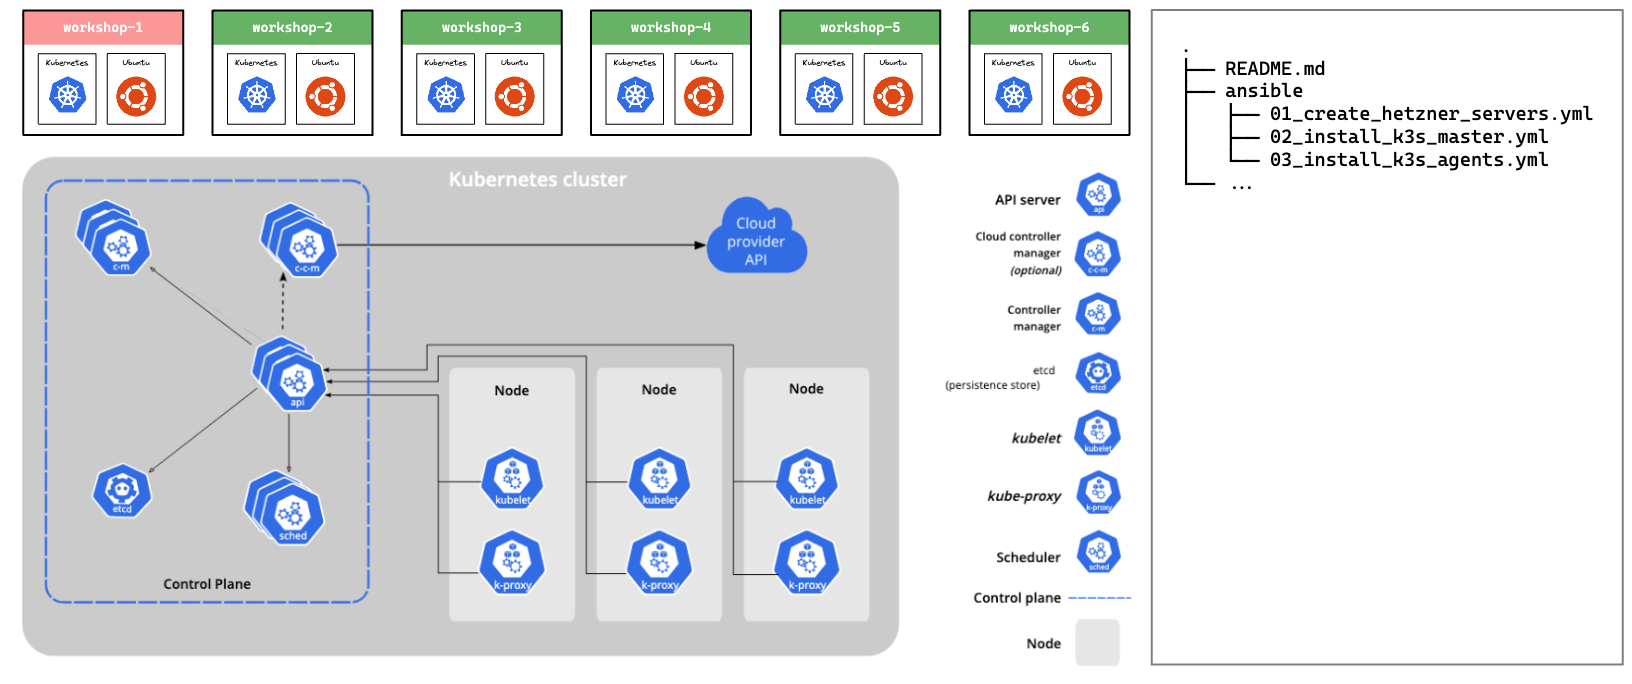 workshop-1
Kubernetes
Ubuntu
workshop-2
Kubernetes
Ubuntu
workshop-3
Kubernetes
Ubuntu
workshop-4
Kubernetes
Ubuntu
workshop-5
Kubernetes
Ubuntu
workshop-6
Kubernetes
Ubuntu
Kubernetes cluster
c-m
c-c-m
Cloud
provider
API
api
etcd
sched
Control Plane
Node
kubelet
k-proxy
Node
kubelet
k-proxy
Node
kubelet
k-proxy
API server
api
Cloud controller
manager
(optional)
c-c-m
Controller
manager
c-m
etcd
(persistence store)
etcd
kubelet
kubelet
kube-proxy
k-proxy
Scheduler
sched
Control plane
Node
.
├── README.md
├── ansible
│   ├── 01_create_hetzner_servers.yml
│   ├── 02_install_k3s_master.yml
│   └── 03_install_k3s_agents.yml
└── ...